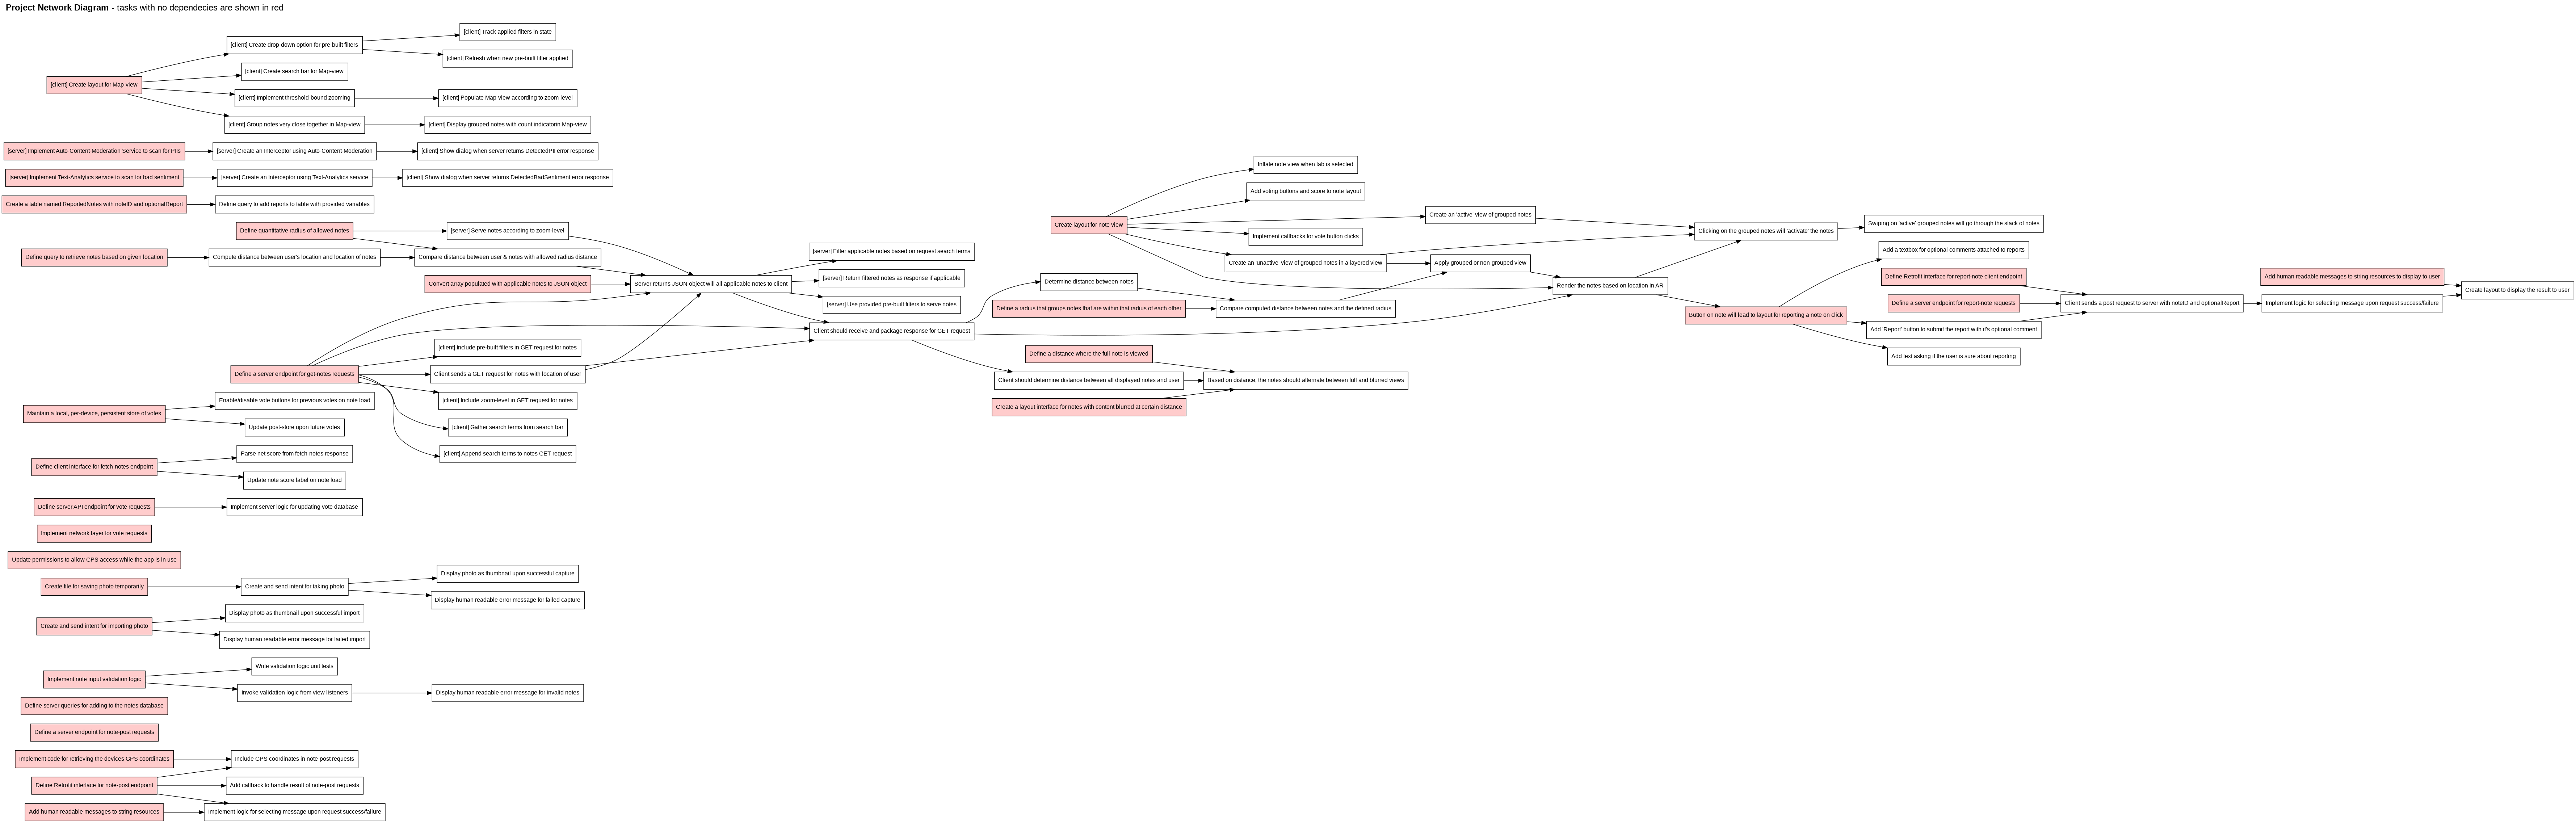 Project Network Diagram - tasks with no dependecies are shown in red
[client] Create layout for Map-view
[client] Create drop-down option for pre-built filters
[client] Track applied filters in state
[client] Refresh when new pre-built filter applied
[client] Create search bar for Map-view
[client] Implement threshold-bound zooming
[client] Populate Map-view according to zoom-level
[client] Group notes very close together in Map-view
[client] Display grouped notes with count indicatorin Map-view
[server] Implement Auto-Content-Moderation Service to scan for PIIs
[server] Create an Interceptor using Auto-Content-Moderation
[client] Show dialog when server returns DetectedPII error response
[server] Implement Text-Analytics service to scan for bad sentiment
[server] Create an Interceptor using Text-Analytics service
[client] Show dialog when server returns DetectedBadSentiment error response
Create a table named ReportedNotes with noteID and optionalReport
Define query to add reports to table with provided variables
Define quantitative radius of allowed notes
[server] Serve notes according to zoom-level
Define query to retrieve notes based on given location
Compute distance between user's location and location of notes
Compare distance between user & notes with allowed radius distance
Convert array populated with applicable notes to JSON object
Server returns JSON object will all applicable notes to client
[server] Filter applicable notes based on request search terms
[server] Return filtered notes as response if applicable
[server] Use provided pre-built filters to serve notes
Client should receive and package response for GET request
Define a server endpoint for get-notes requests
[client] Include pre-built filters in GET request for notes
Client sends a GET request for notes with location of user
[client] Include zoom-level in GET request for notes
[client] Gather search terms from search bar
[client] Append search terms to notes GET request
Create layout for note view
Inflate note view when tab is selected
Add voting buttons and score to note layout
Create an 'active' view of grouped notes
Implement callbacks for vote button clicks
Create an 'unactive' view of grouped notes in a layered view
Apply grouped or non-grouped view
Determine distance between notes
Define a radius that groups notes that are within that radius of each other
Compare computed distance between notes and the defined radius
Render the notes based on location in AR
Clicking on the grouped notes will 'activate' the notes
Swiping on 'active' grouped notes will go through the stack of notes
Define a distance where the full note is viewed
Client should determine distance between all displayed notes and user
Based on distance, the notes should alternate between full and blurred views
Create a layout interface for notes with content blurred at certain distance
Button on note will lead to layout for reporting a note on click
Add a textbox for optional comments attached to reports
Define Retrofit interface for report-note client endpoint
Define a server endpoint for report-note requests
Add 'Report' button to submit the report with it's optional comment
Add text asking if the user is sure about reporting
Client sends a post request to server with noteID and optionalReport
Add human readable messages to string resources to display to user
Implement logic for selecting message upon request success/failure
Create layout to display the result to user
Maintain a local, per-device, persistent store of votes
Enable/disable vote buttons for previous votes on note load
Update post-store upon future votes
Define client interface for fetch-notes endpoint
Parse net score from fetch-notes response
Update note score label on note load
Define server API endpoint for vote requests
Implement server logic for updating vote database
Implement network layer for vote requests
Update permissions to allow GPS access while the app is in use
Create file for saving photo temporarily
Create and send intent for taking photo
Display photo as thumbnail upon successful capture
Display human readable error message for failed capture
Create and send intent for importing photo
Display photo as thumbnail upon successful import
Display human readable error message for failed import
Implement note input validation logic
Write validation logic unit tests
Invoke validation logic from view listeners
Display human readable error message for invalid notes
Define server queries for adding to the notes database
Define a server endpoint for note-post requests
Implement code for retrieving the devices GPS coordinates
Include GPS coordinates in note-post requests
Define Retrofit interface for note-post endpoint
Add callback to handle result of note-post requests
Add human readable messages to string resources
Implement logic for selecting message upon request success/failure